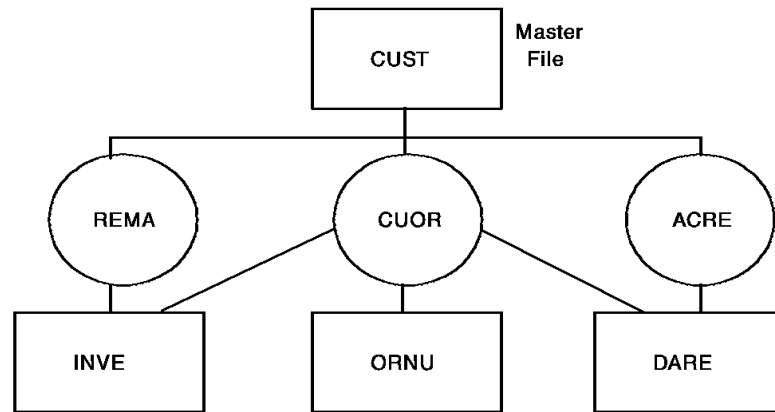 CUST
Master
File
REMA
CUOR
ACRE
INVE
ORNU
DARE